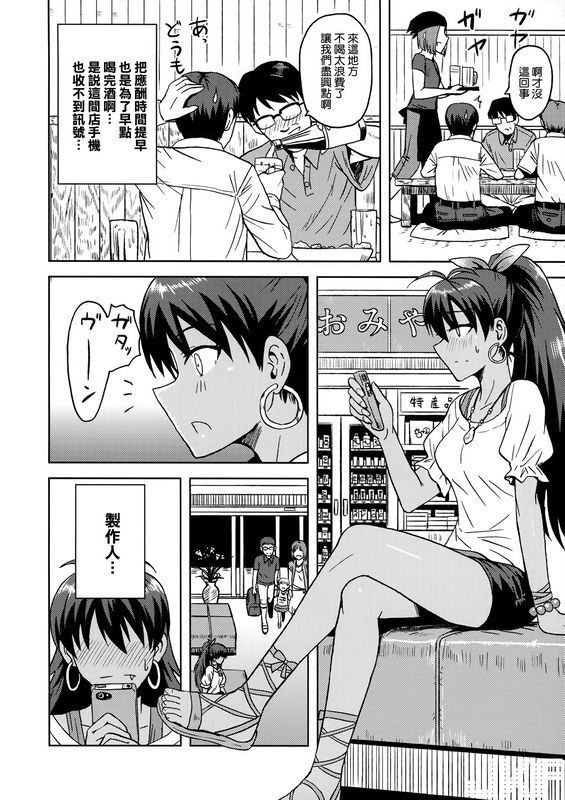 ガヤ
ガヤ
啊才沒
這回事
來這地方
不喝太浪費了
讓我們盡興點啊
あ、
どうも
把應酬時間提早
也是為了早點
喝完酒啊…
是說這間店手機
也收不到訊號…
おみや
特産品
ガタッ
ヴーン
製作人…